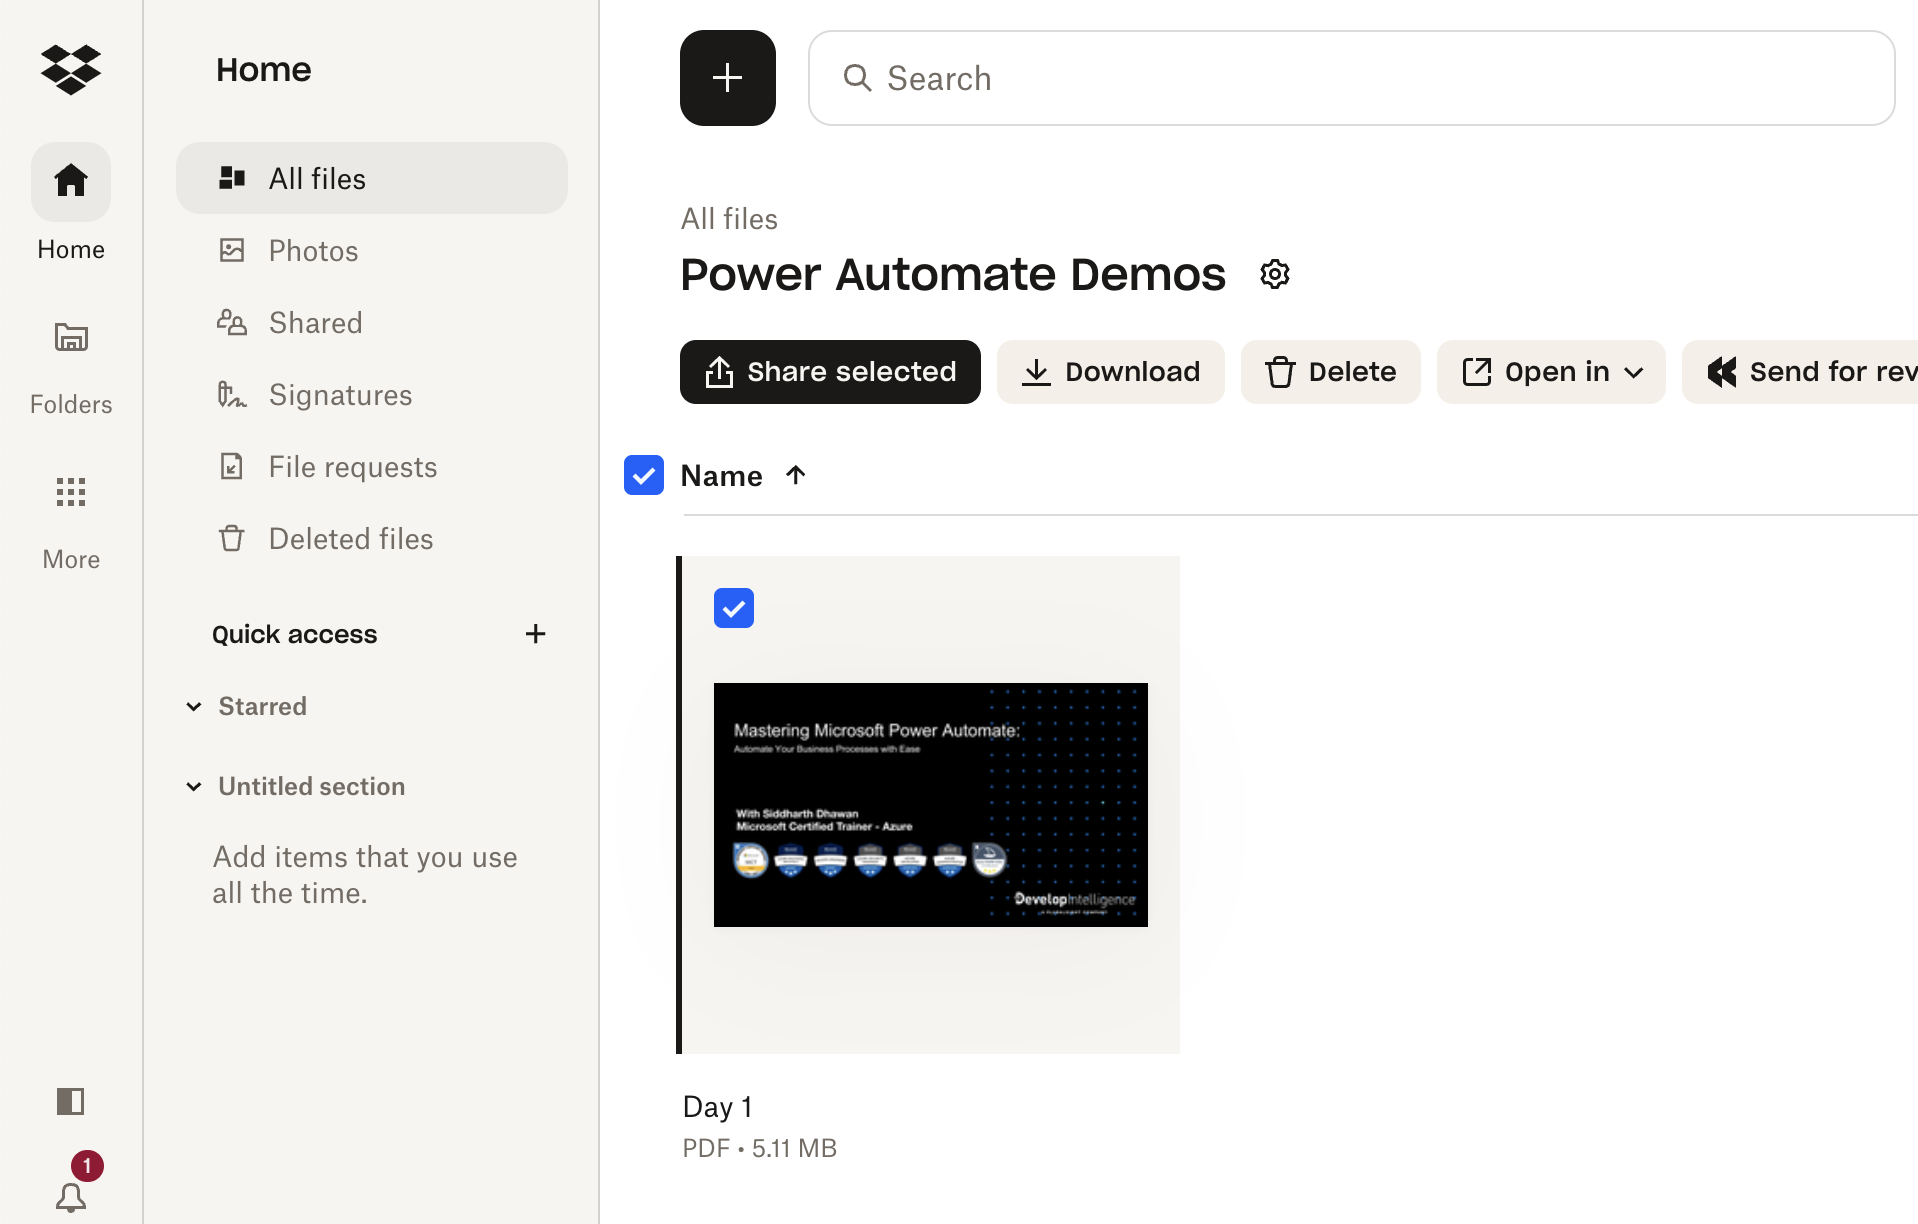 Home
Folders
More
1
Home
All files
Photos
Shared
Signatures
File requests
Deleted files
Quick access
Starred
Untitled section
Add items that you use
all the time.
Search
All files
Power Automate Demos
Share selected
Download
Delete
Open in
Send for rev
Name
Mastering Microsoft Power Automate:
Automate Your Business Processes with Ease
With Siddharth Dhawan
Microsoft Certified Trainer - Azure
DevelopIntelligence
Day 1
PDF • 5.11 MB